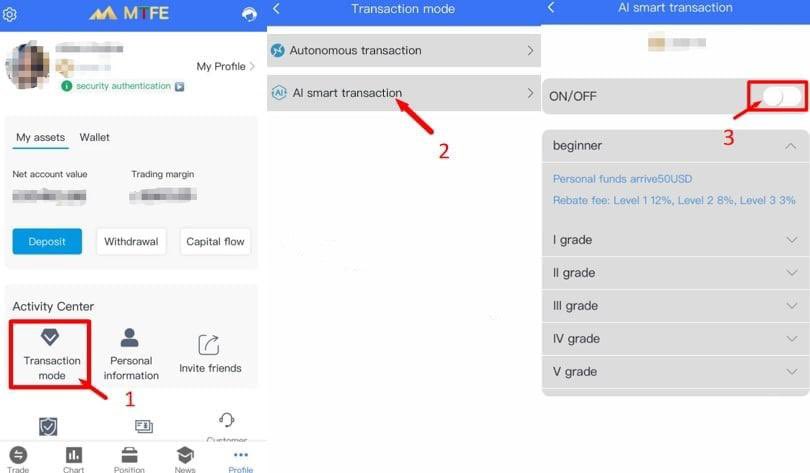 MTFE
My Profile
security authentication
My assets Wallet
Net account value Trading margin
Deposit Withdrawal Capital flow
Activity Center
Transaction mode
Personal information
Invite friends
1
Customer
Trade Chart Position News Profile
Transaction mode
Autonomous transaction
AI AI smart transaction
2
AI smart transaction
ON/OFF
3
beginner
Personal funds arrive50USD
Rebate fee: Level 1 12%, Level 2 8%, Level 3 3%
I grade
II grade
III grade
IV grade
V grade